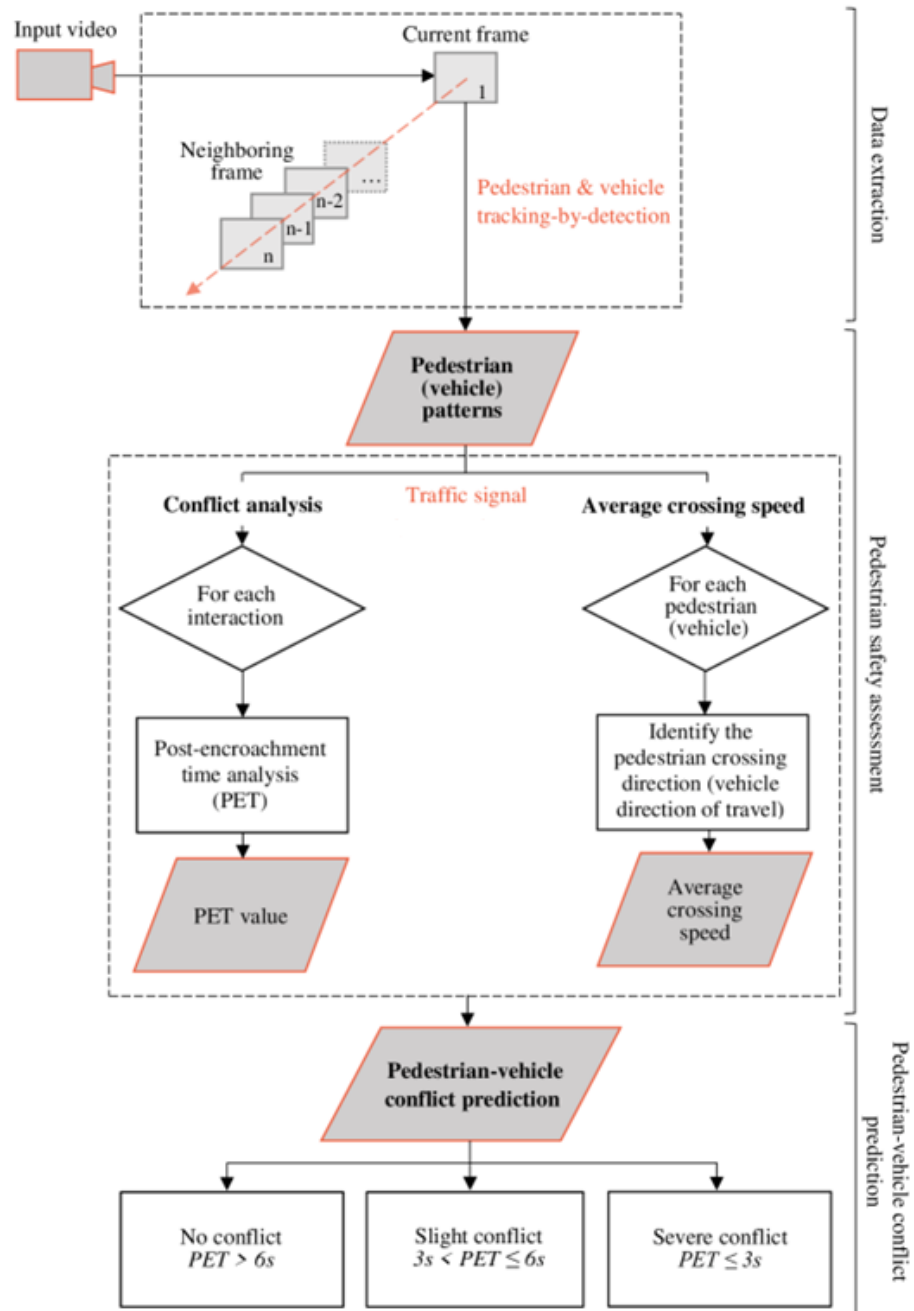 Input video
Current frame
1
Neighboring
frame
...
n-2
n-1
n
Pedestrian & vehicle
tracking-by-detection
Data extraction
Pedestrian
(vehicle)
patterns
Traffic signal
Conflict analysis
Average crossing speed
For each
interaction
For each
pedestrian
(vehicle)
Post-encroachment
time analysis
(PET)
Identify the
pedestrian crossing
direction (vehicle
direction of travel)
PET value
Average
crossing
speed
Pedestrian safety assessment
Pedestrian-vehicle
conflict prediction
No conflict
PET > 6s
Slight conflict
3s < PET ≤ 6s
Severe conflict
PET ≤ 3s
Pedestrian-vehicle conflict
prediction